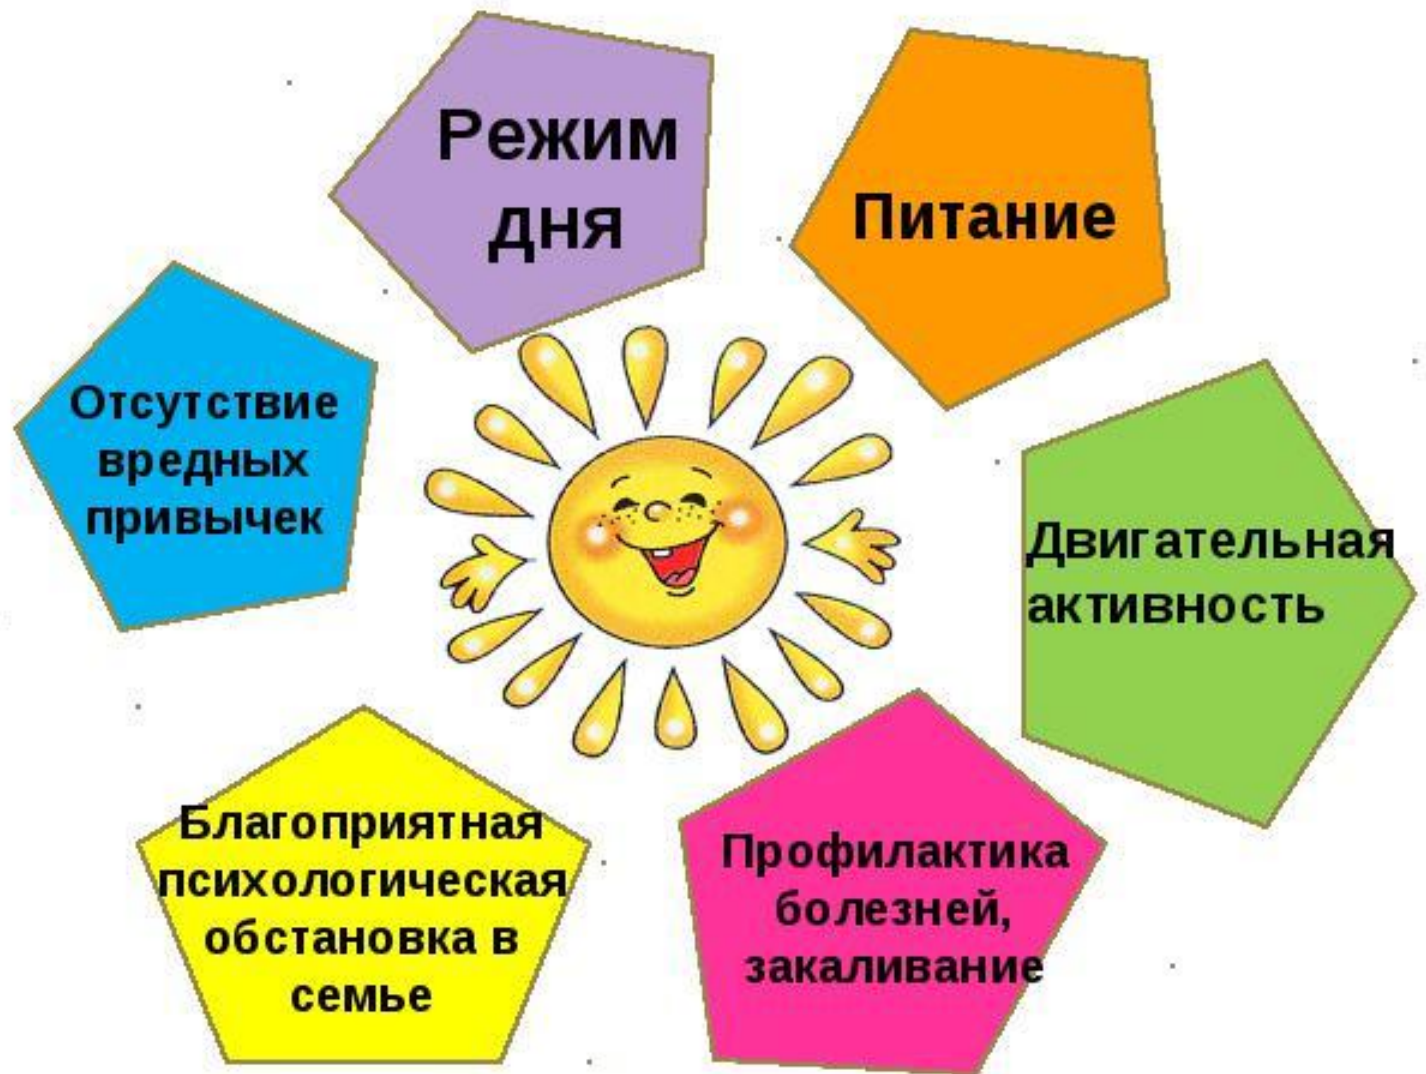 Режим
дня
Питание
Отсутствие
вредных
привычек
Двигательная
активность
Благоприятная
психологическая
обстановка в
семье
Профилактика
болезней,
закаливание